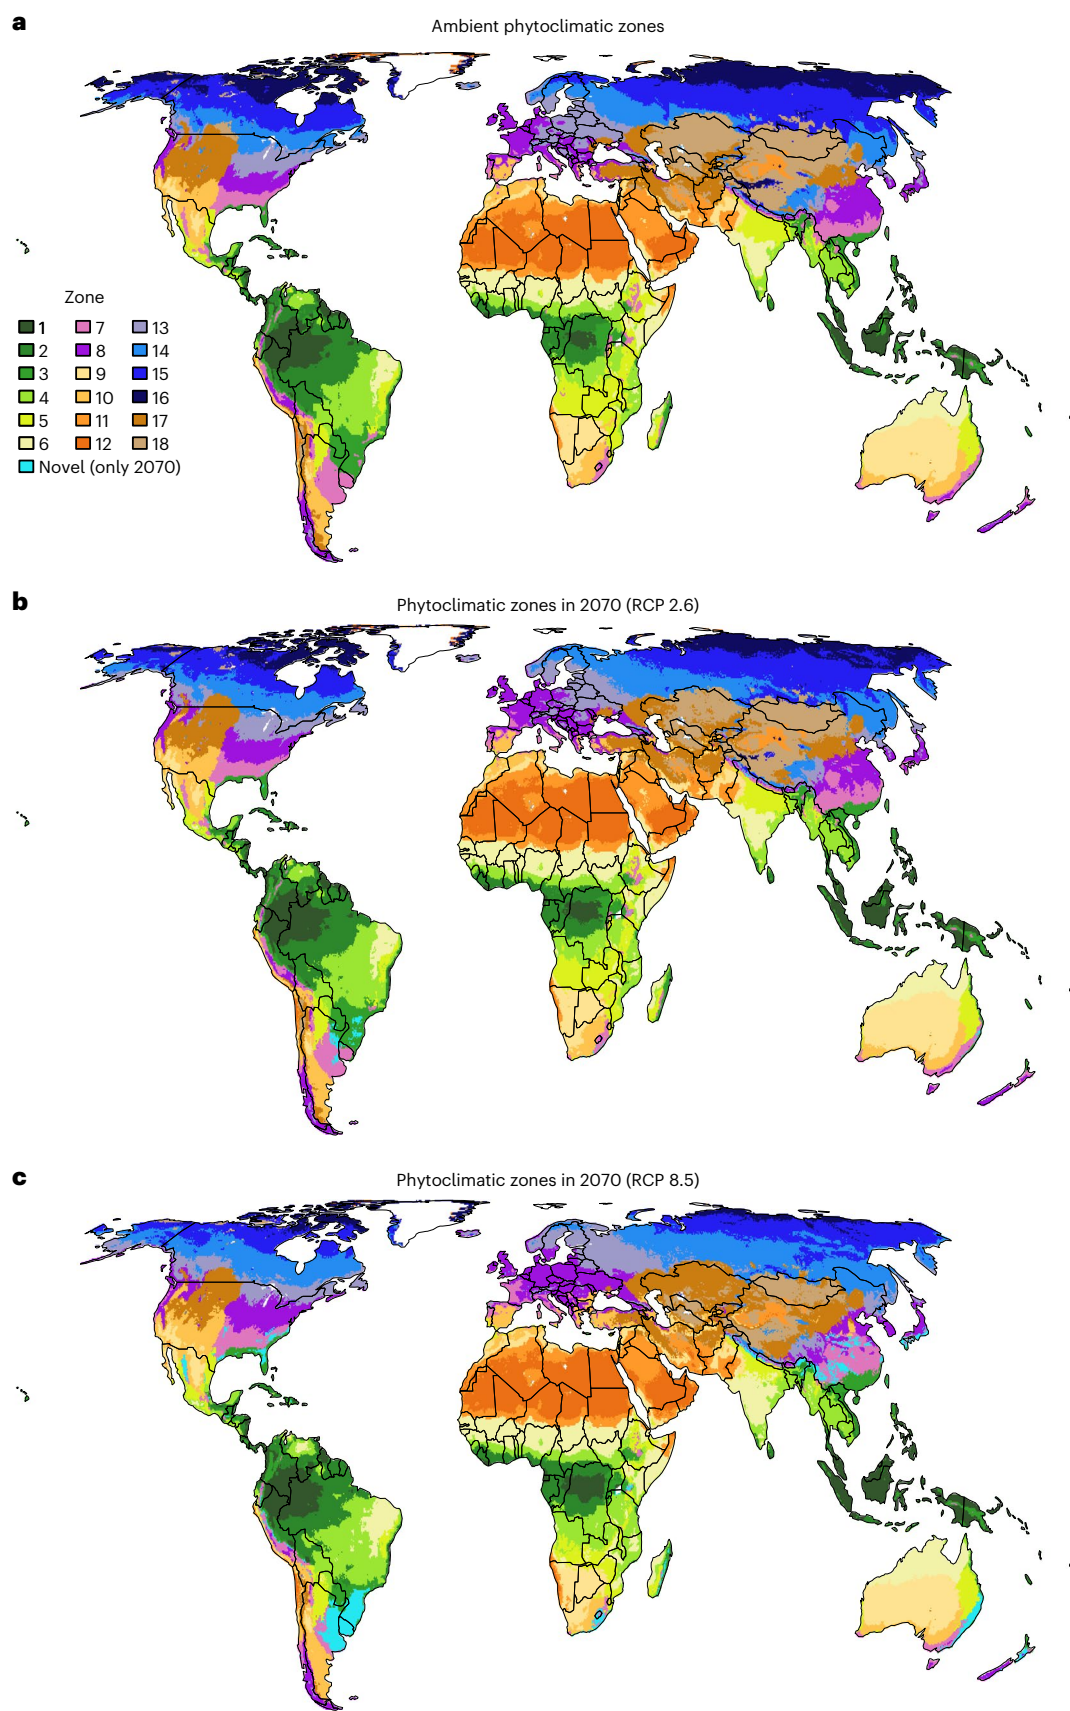 a
Ambient phytoclimatic zones
Zone
1 7 13
2 8 14
3 9 15
4 10 16
5 11 17
6 12 18
Novel (only 2070)
b
Phytoclimatic zones in 2070 (RCP 2.6)
c
Phytoclimatic zones in 2070 (RCP 8.5)